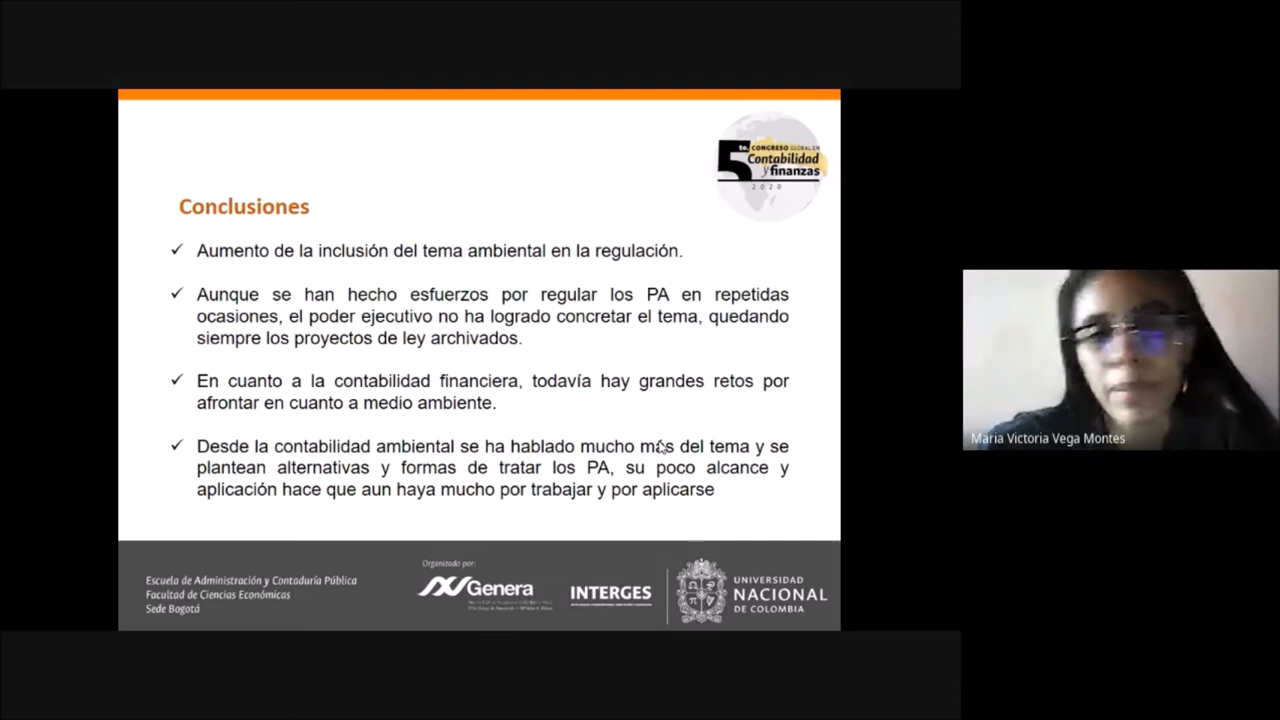 5to. CONGRESO GLOBAL EN
Contabilidad
y finanzas
2020
Conclusiones
✓ Aumento de la inclusión del tema ambiental en la regulación.
✓ Aunque se han hecho esfuerzos por regular los PA en repetidas
ocasiones, el poder ejecutivo no ha logrado concretar el tema, quedando
siempre los proyectos de ley archivados.
✓ En cuanto a la contabilidad financiera, todavía hay grandes retos por
afrontar en cuanto a medio ambiente.
✓ Desde la contabilidad ambiental se ha hablado mucho más del tema y se
plantean alternativas y formas de tratar los PA, su poco alcance y
aplicación hace que aun haya mucho por trabajar y por aplicarse
Maria Victoria Vega Montes
Escuela de Administración y Contaduría Pública
Facultad de Ciencias Económicas
Sede Bogotá
Organizado por:
Genera
INTERGES
UNIVERSIDAD
NACIONAL
DE COLOMBIA